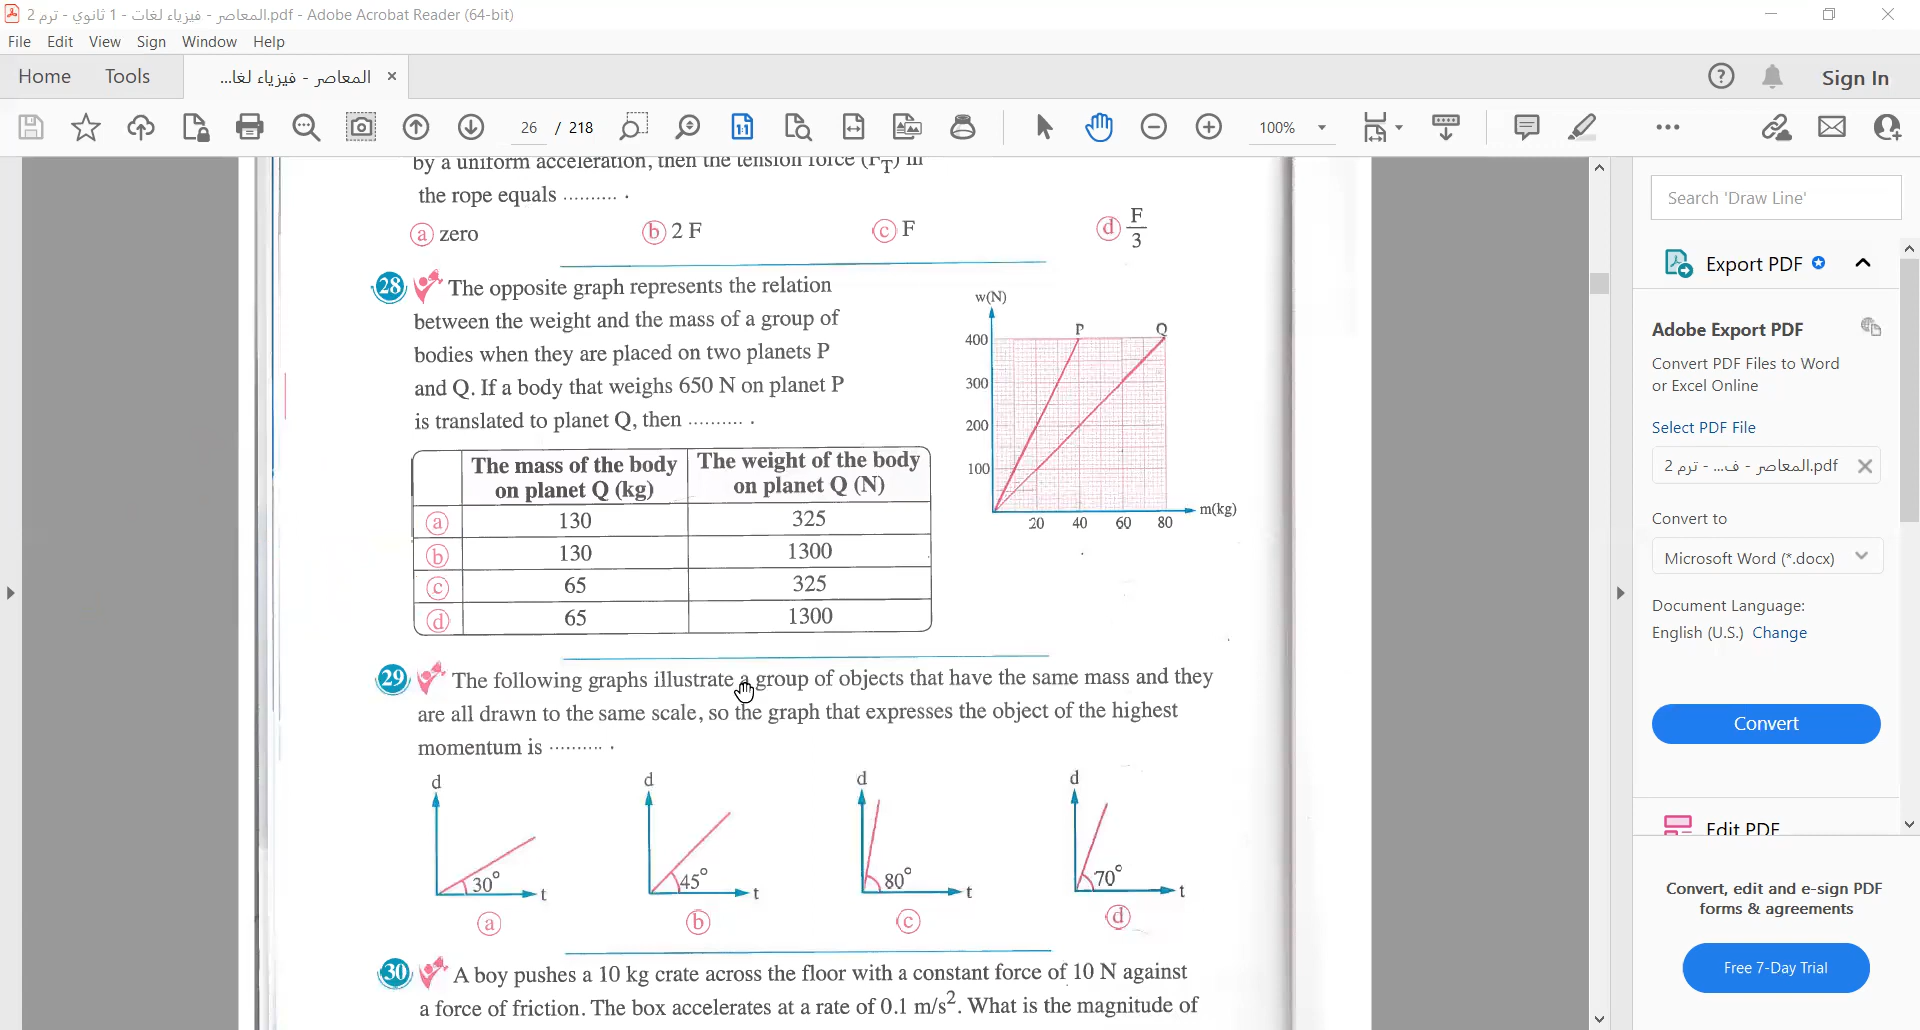 المعاصر - فيزياء لغات - 1 ثانوي - ترم 2.pdf - Adobe Acrobat Reader (64-bit)
File Edit View Sign Window Help
Home Tools المعاصر - فيزياء لغا... × Sign In
26 / 218 100%
by a uniform acceleration, then the tension force (FT) in
the rope equals .......... .
a zero b 2 F c F d F/3
28 The opposite graph represents the relation
between the weight and the mass of a group of
bodies when they are placed on two planets P
and Q. If a body that weighs 650 N on planet P
is translated to planet Q, then .......... .
w(N)
P Q
400
300
200
100
20 40 60 80
m(kg)
The mass of the body on planet Q (kg) The weight of the body on planet Q (N)
a 130 325
b 130 1300
c 65 325
d 65 1300
29 The following graphs illustrate a group of objects that have the same mass and they
are all drawn to the same scale, so the graph that expresses the object of the highest
momentum is .......... .
d d d d
30° 45° 80° 70°
t t t t
a b c d
30 A boy pushes a 10 kg crate across the floor with a constant force of 10 N against
a force of friction. The box accelerates at a rate of 0.1 m/s². What is the magnitude of
Search 'Draw Line'
Export PDF
Adobe Export PDF
Convert PDF Files to Word
or Excel Online
Select PDF File
المعاصر - ف... - ترم 2.pdf
Convert to
Microsoft Word (*.docx)
Document Language:
English (U.S.) Change
Convert
Edit PDF
Convert, edit and e-sign PDF
forms & agreements
Free 7-Day Trial